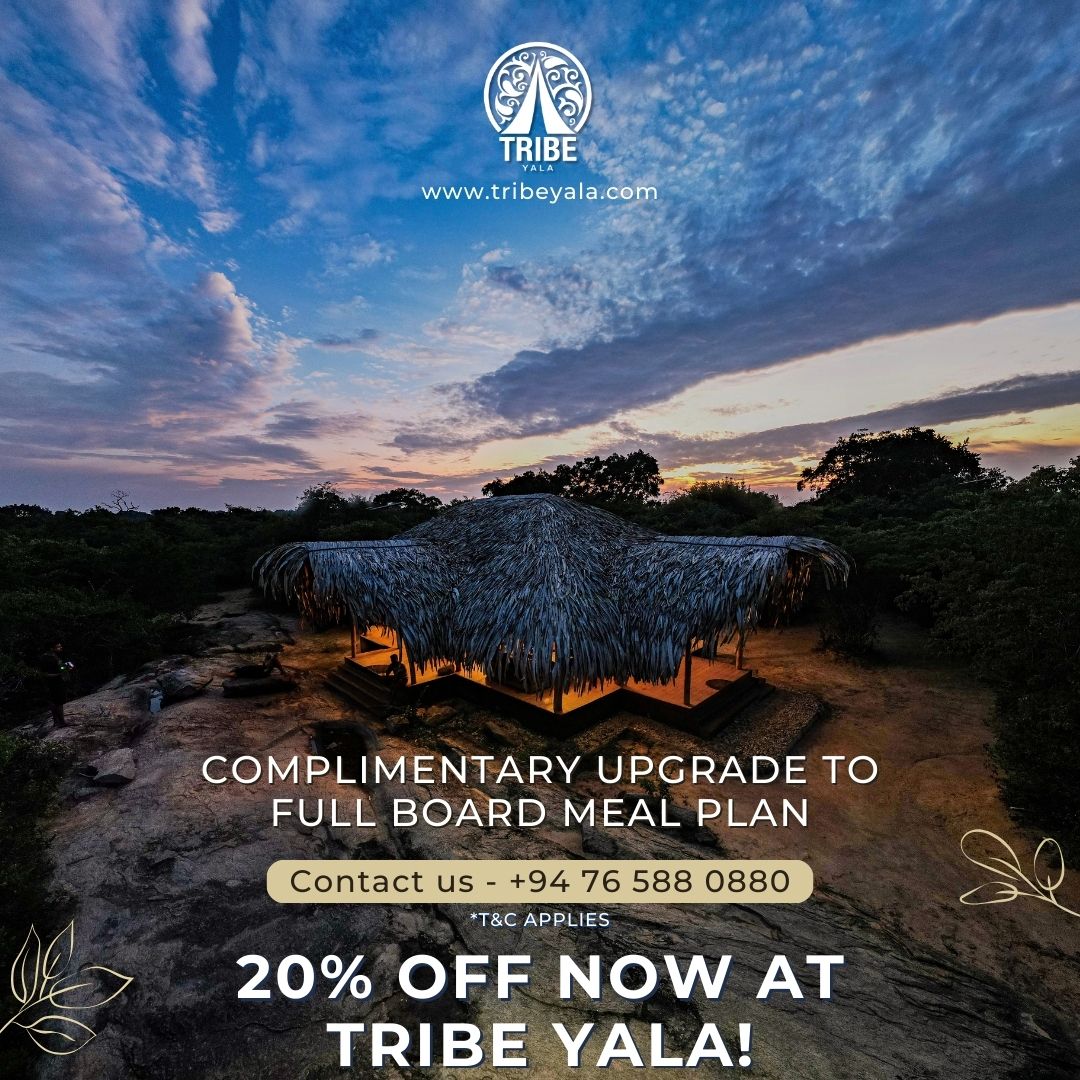 TRIBE
YALA
www.tribeyala.com
COMPLIMENTARY UPGRADE TO
FULL BOARD MEAL PLAN
Contact us - +94 76 588 0880
*T&C APPLIES
20% OFF NOW AT
TRIBE YALA!